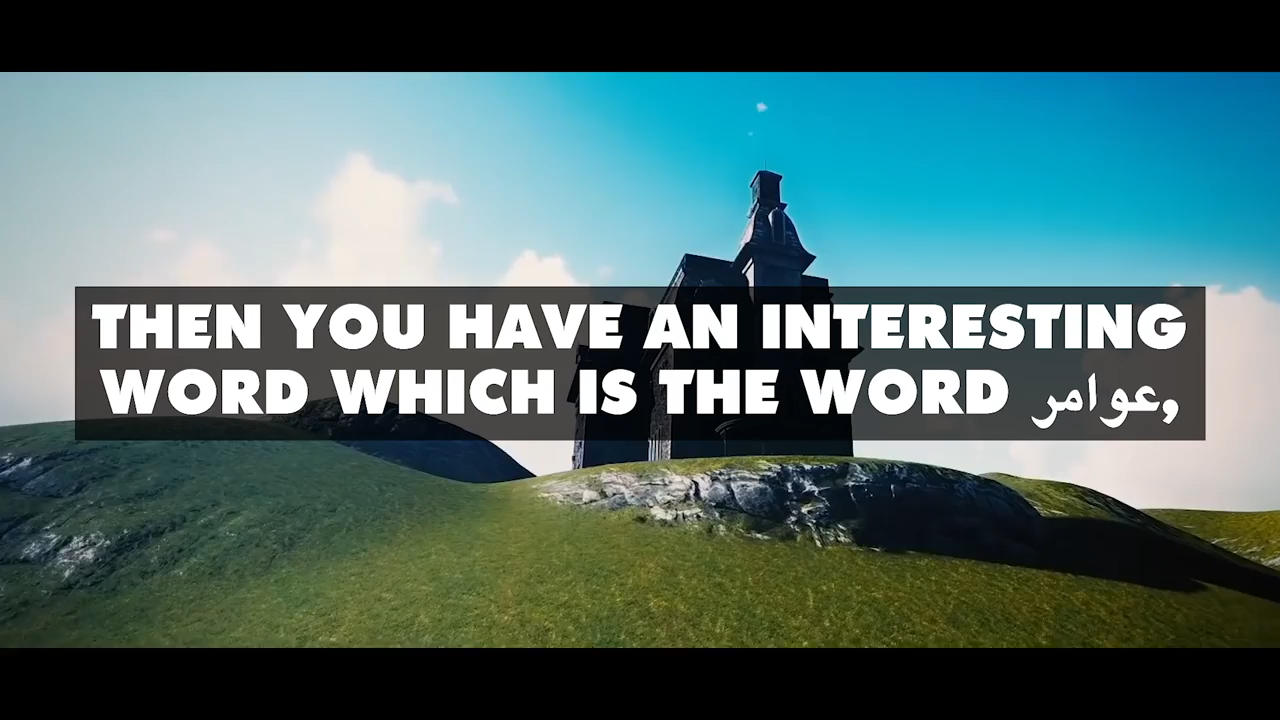 THEN YOU HAVE AN INTERESTING
WORD WHICH IS THE WORD عوامر,